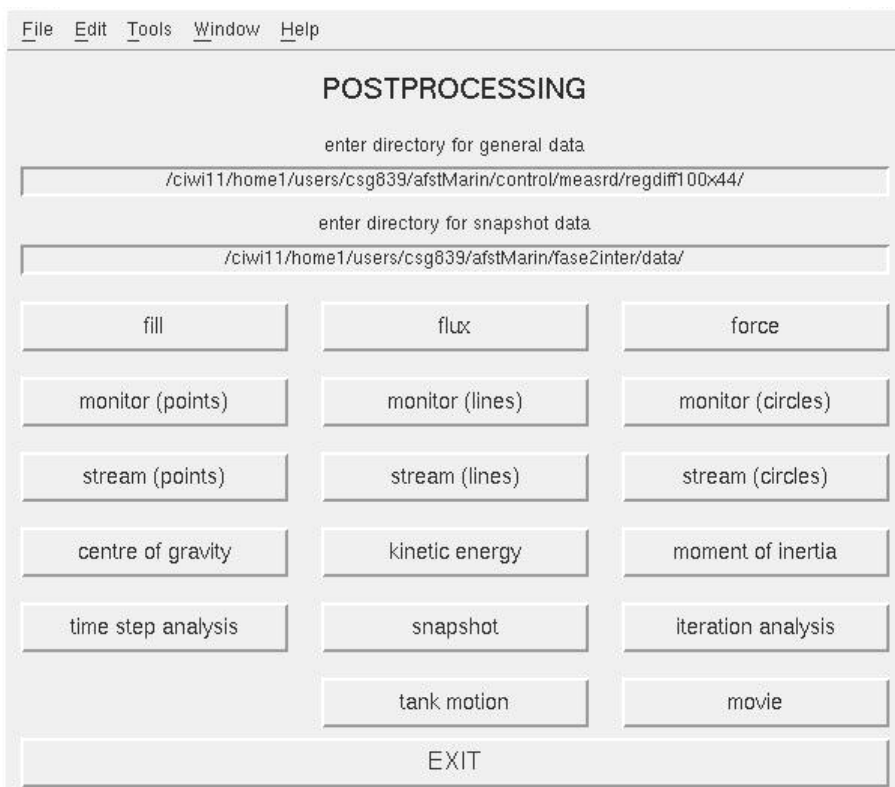 File Edit Tools Window Help
POSTPROCESSING
enter directory for general data
/ciwi11/home1/users/csg839/afstMarin/control/measrd/regdiff100x44/
enter directory for snapshot data
/ciwi11/home1/users/csg839/afstMarin/fase2inter/data/
fill flux force
monitor (points) monitor (lines) monitor (circles)
stream (points) stream (lines) stream (circles)
centre of gravity kinetic energy moment of inertia
time step analysis snapshot iteration analysis
tank motion movie
EXIT